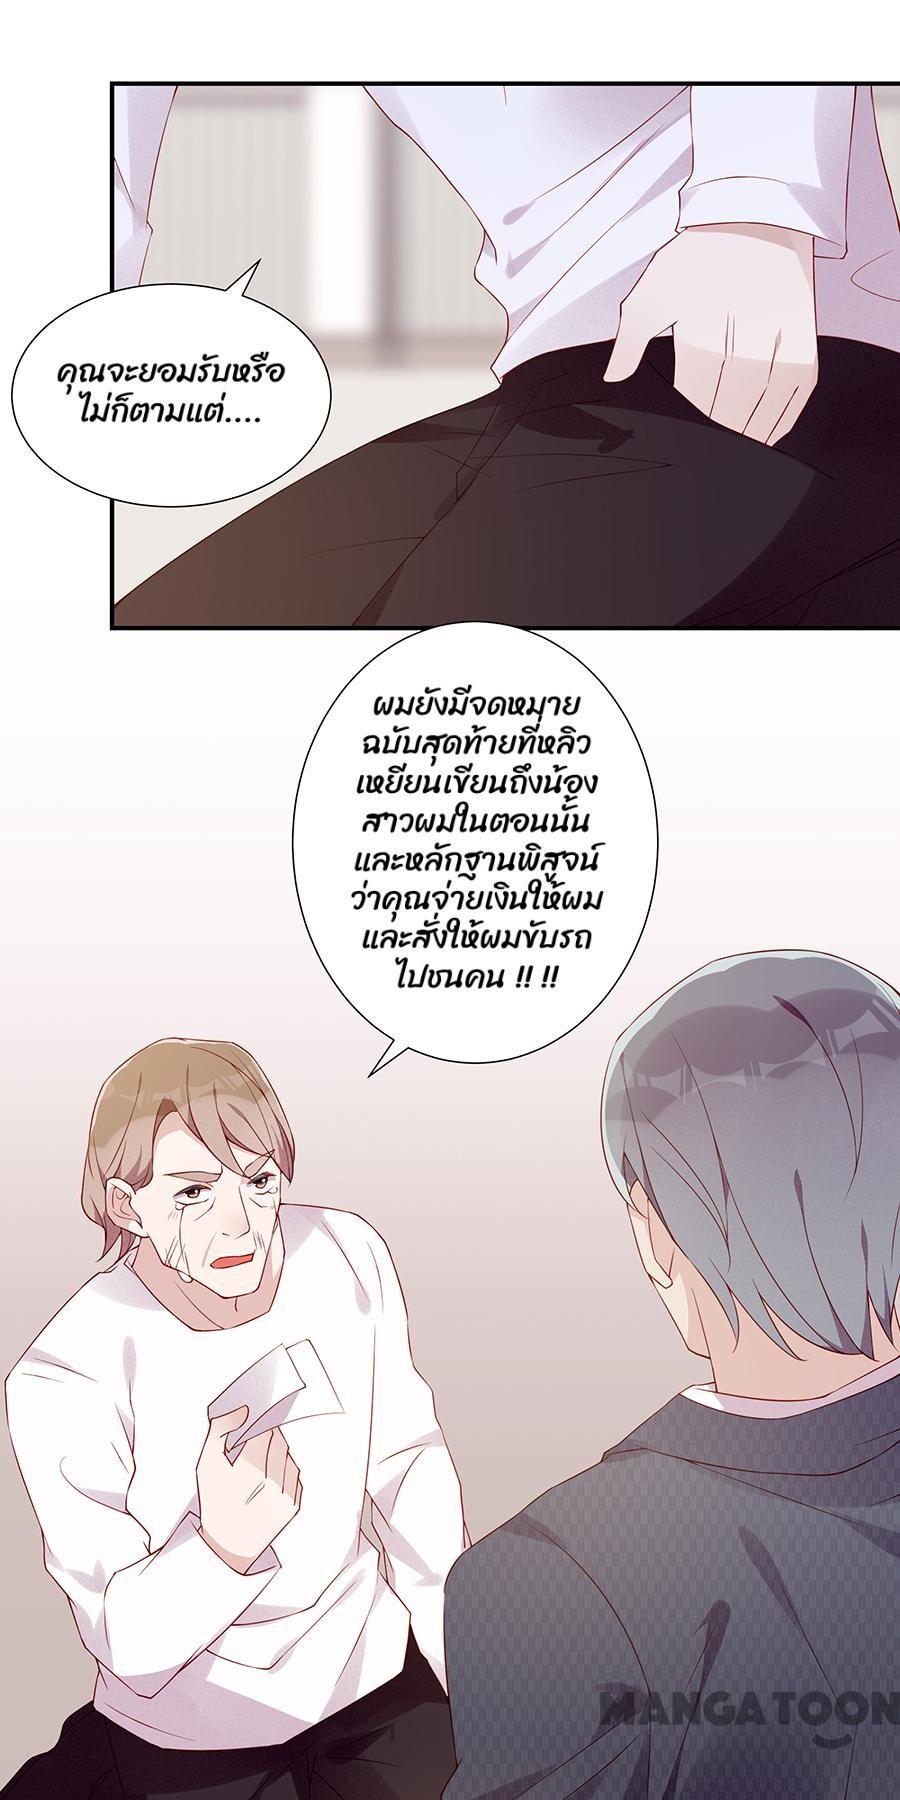 คุณจะยอมรับหรือ
ไม่ก็ตามแต่....
ผมยังมีจดหมาย
ฉบับสุดท้ายที่หลิว
เหยียนเขียนถึงน้อง
สาวผมในตอนนั้น
และหลักฐานพิสูจน์
ว่าคุณจ่ายเงินให้ผม
และสั่งให้ผมขับรถ
ไปชนคน !! !!
MANGATOON